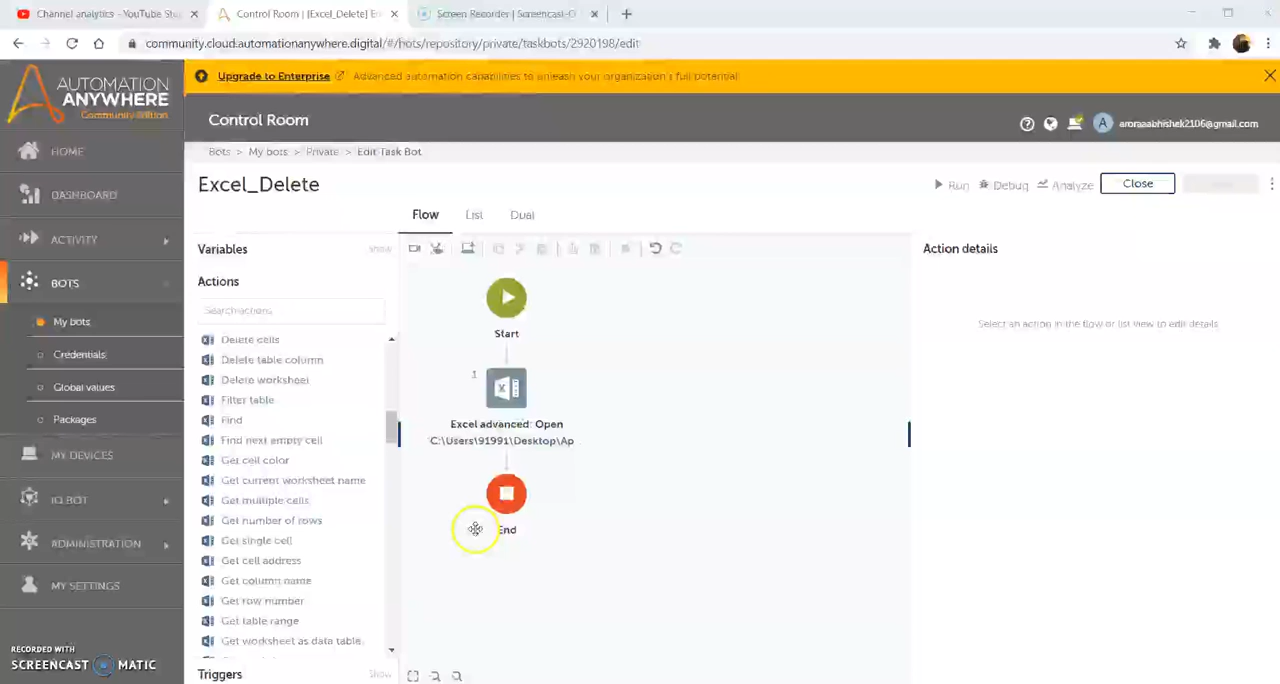 Channel analytics - YouTube Stu
Control Room | [Excel_Delete] E
Screen Recorder | Screencast-O
community.cloud.automationanywhere.digital/#/bots/repository/private/taskbots/2920198/edit
AUTOMATION
ANYWHERE
Community Edition
Upgrade to Enterprise Advanced automation capabilities to unleash your organization's full potential
Control Room
A
aroraaabhishek2106@gmail.com
HOME
DASHBOARD
ACTIVITY
BOTS
My bots
Credentials
Global values
Packages
MY DEVICES
IQ BOT
ADMINISTRATION
MY SETTINGS
RECORDED WITH
SCREENCAST MATIC
Bots > My bots > Private > Edit Task Bot
Excel_Delete
Run
Debug
Analyze
Close
Flow
List
Dual
Variables
Show
Actions
Search actions
Delete cells
Delete table column
Delete worksheet
Filter table
Find
Find next empty cell
Get cell color
Get current worksheet name
Get multiple cells
Get number of rows
Get single cell
Get cell address
Get column name
Get row number
Get table range
Get worksheet as data table
Triggers
Show
Start
1
Excel advanced: Open
C:\Users\91991\Desktop\Ap
End
Action details
Select an action in the flow or list view to edit details